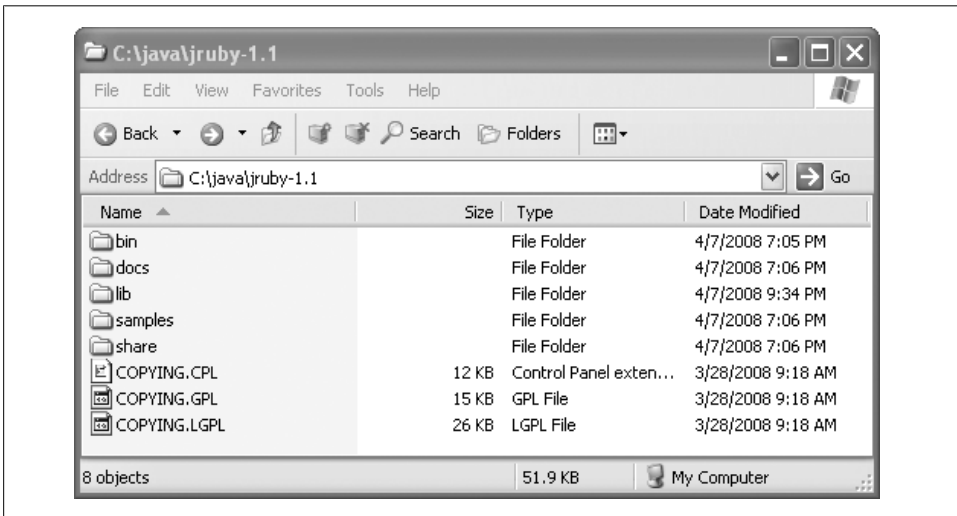 C:\java\jruby-1.1
File Edit View Favorites Tools Help
Back Search Folders
Address C:\java\jruby-1.1 Go
Name Size Type Date Modified
bin File Folder 4/7/2008 7:05 PM
docs File Folder 4/7/2008 7:06 PM
lib File Folder 4/7/2008 9:34 PM
samples File Folder 4/7/2008 7:06 PM
share File Folder 4/7/2008 7:06 PM
COPYING.CPL 12 KB Control Panel exten... 3/28/2008 9:18 AM
COPYING.GPL 15 KB GPL File 3/28/2008 9:18 AM
COPYING.LGPL 26 KB LGPL File 3/28/2008 9:18 AM
8 objects 51.9 KB My Computer